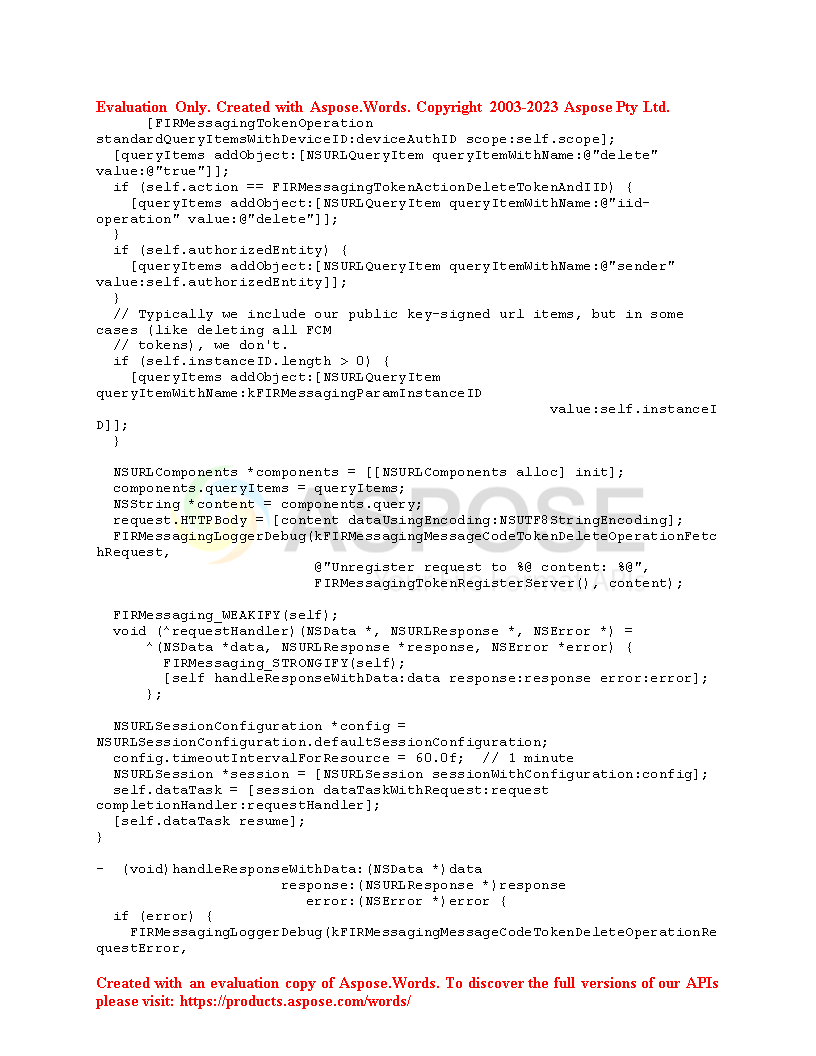 Evaluation Only. Created with Aspose.Words. Copyright 2003-2023 Aspose Pty Ltd.
[FIRMessagingTokenOperation
standardQueryItemsWithDeviceID:deviceAuthID scope:self.scope];
[queryItems addObject:[NSURLQueryItem queryItemWithName:@"delete"
value:@"true"]];
if (self.action == FIRMessagingTokenActionDeleteTokenAndIID) {
[queryItems addObject:[NSURLQueryItem queryItemWithName:@"iid-
operation" value:@"delete"]];
}
if (self.authorizedEntity) {
[queryItems addObject:[NSURLQueryItem queryItemWithName:@"sender"
value:self.authorizedEntity]];
}
// Typically we include our public key-signed url items, but in some
cases (like deleting all FCM
// tokens), we don't.
if (self.instanceID.length > 0) {
[queryItems addObject:[NSURLQueryItem
queryItemWithName:kFIRMessagingParamInstanceID
value:self.instanceI
D]];
}
NSURLComponents *components = [[NSURLComponents alloc] init];
components.queryItems = queryItems;
NSString *content = components.query;
request.HTTPBody = [content dataUsingEncoding:NSUTF8StringEncoding];
FIRMessagingLoggerDebug(kFIRMessagingMessageCodeTokenDeleteOperationFetc
hRequest,
@"Unregister request to %@ content: %@",
FIRMessagingTokenRegisterServer(), content);
ASPOSE
FIRMessaging_WEAKIFY(self);
void (^requestHandler)(NSData *, NSURLResponse *, NSError *) =
^(NSData *data, NSURLResponse *response, NSError *error) {
FIRMessaging_STRONGIFY(self);
[self handleResponseWithData:data response:response error:error];
};
NSURLSessionConfiguration *config =
NSURLSessionConfiguration.defaultSessionConfiguration;
config.timeoutIntervalForResource = 60.0f;  // 1 minute
NSURLSession *session = [NSURLSession sessionWithConfiguration:config];
self.dataTask = [session dataTaskWithRequest:request
completionHandler:requestHandler];
[self.dataTask resume];
}
- (void)handleResponseWithData:(NSData *)data
response:(NSURLResponse *)response
error:(NSError *)error {
if (error) {
FIRMessagingLoggerDebug(kFIRMessagingMessageCodeTokenDeleteOperationRe
questError,
Created with an evaluation copy of Aspose.Words. To discover the full versions of our APIs
please visit: https://products.aspose.com/words/